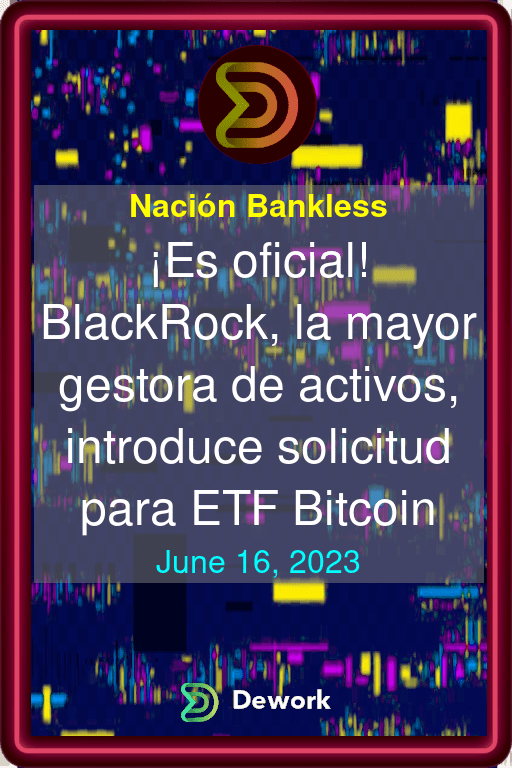 Nación Bankless
¡Es oficial!
BlackRock, la mayor
gestora de activos,
introduce solicitud
para ETF Bitcoin
June 16, 2023
Dework